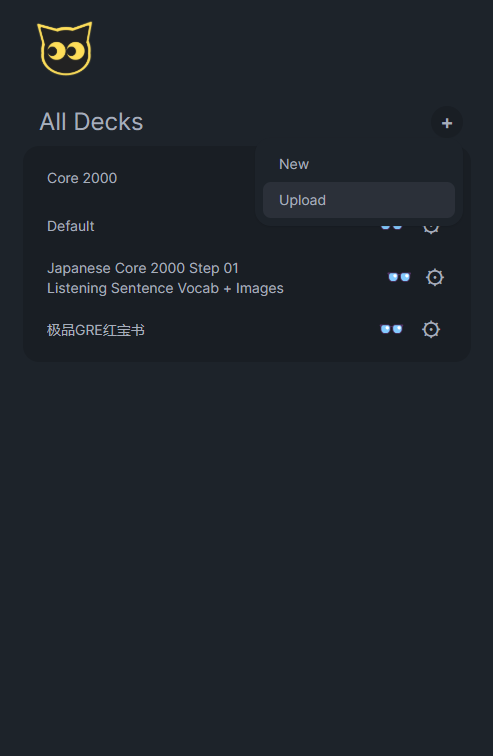 All Decks
+
New
Upload
Core 2000
Default
Japanese Core 2000 Step 01
Listening Sentence Vocab + Images
极品GRE红宝书